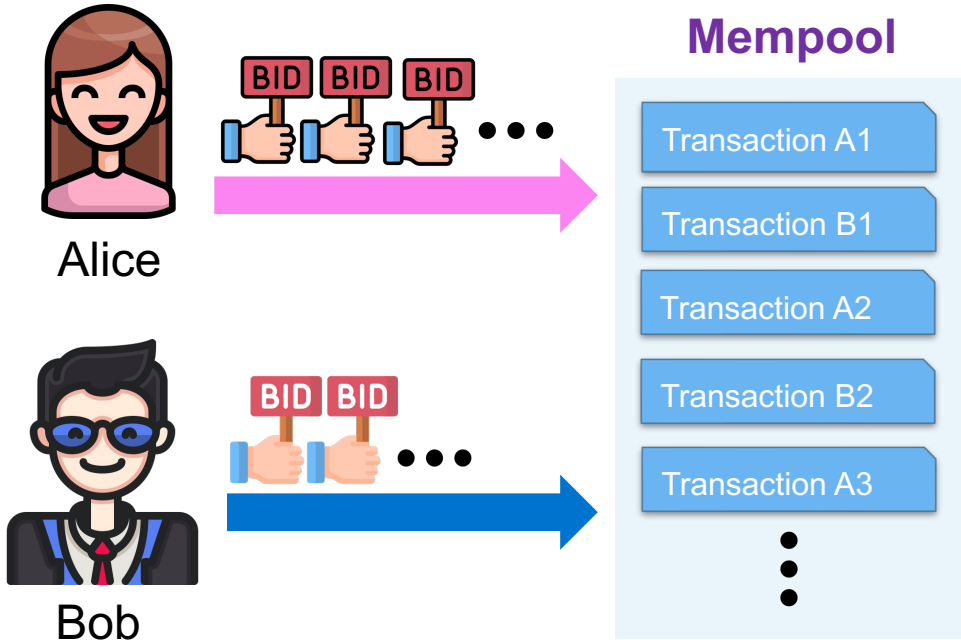 Mempool
BID BID BID
Transaction A1
Transaction B1
Alice
Transaction A2
BID BID
Transaction B2
Transaction A3
Bob